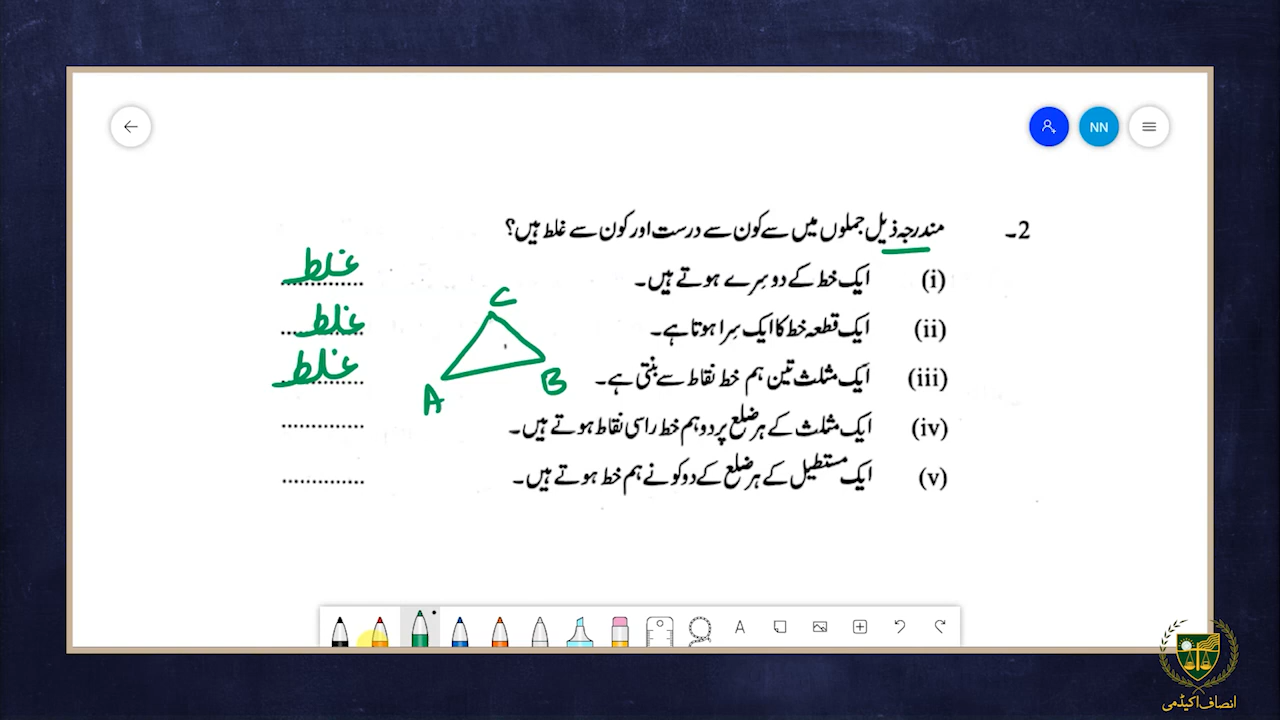 NN
2۔ مندرجہ ذیل جملوں میں سے کون سے درست اور کون سے غلط ہیں؟
(i) ایک خط کے دو سِرے ہوتے ہیں۔ غلط
(ii) ایک قطعہ خط کا ایک سِرا ہوتا ہے۔ غلط
(iii) ایک مثلث تین ہم خط نقاط سے بنتی ہے۔ غلط
C
A
B
(iv) ایک مثلث کے ہر ضلع پر دو ہم خط راسی نقاط ہوتے ہیں۔ ..............
(v) ایک مستطیل کے ہر ضلع کے دو کونے ہم خط ہوتے ہیں۔ ..............
A
انصاف اکیڈمی